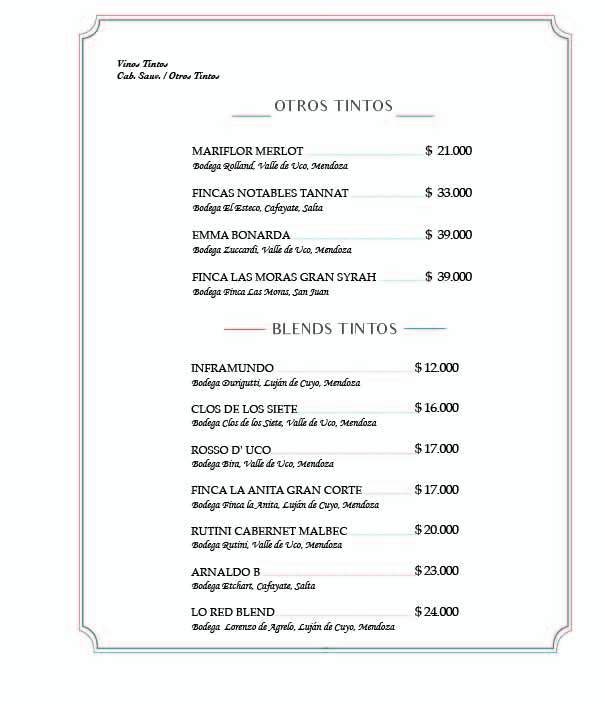 Vinos Tintos
Cab. Sauv. / Otros Tintos
OTROS TINTOS
MARIFLOR MERLOT $ 21.000
Bodega Rolland, Valle de Uco, Mendoza
FINCAS NOTABLES TANNAT $ 33.000
Bodega El Esteco, Cafayate, Salta
EMMA BONARDA $ 39.000
Bodega Zuccardi, Valle de Uco, Mendoza
FINCA LAS MORAS GRAN SYRAH $ 39.000
Bodega Finca Las Moras, San Juan
BLENDS TINTOS
INFRAMUNDO $ 12.000
Bodega Durigutti, Luján de Cuyo, Mendoza
CLOS DE LOS SIETE $ 16.000
Bodega Clos de los Siete, Valle de Uco, Mendoza
ROSSO D' UCO $ 17.000
Bodega Bira, Valle de Uco, Mendoza
FINCA LA ANITA GRAN CORTE $ 17.000
Bodega Finca la Anita, Luján de Cuyo, Mendoza
RUTINI CABERNET MALBEC $ 20.000
Bodega Rutini, Valle de Uco, Mendoza
ARNALDO B $ 23.000
Bodega Etchart, Cafayate, Salta
LO RED BLEND $ 24.000
Bodega Lorenzo de Agrelo, Luján de Cuyo, Mendoza